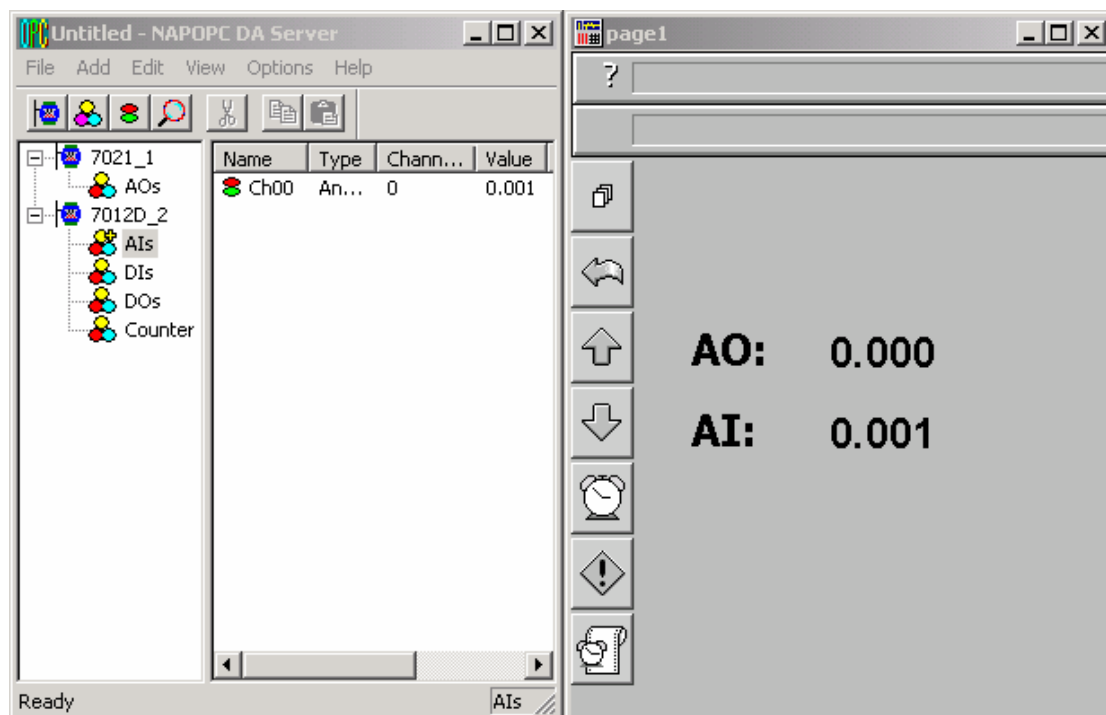 OPC Untitled - NAPOPC DA Server
File Add Edit View Options Help
7021_1
AOs
7012D_2
AIs
DIs
DOs
Counter
Name Type Chann... Value
Ch00 An... 0 0.001
Ready AIs
page1
?
AO: 0.000
AI: 0.001